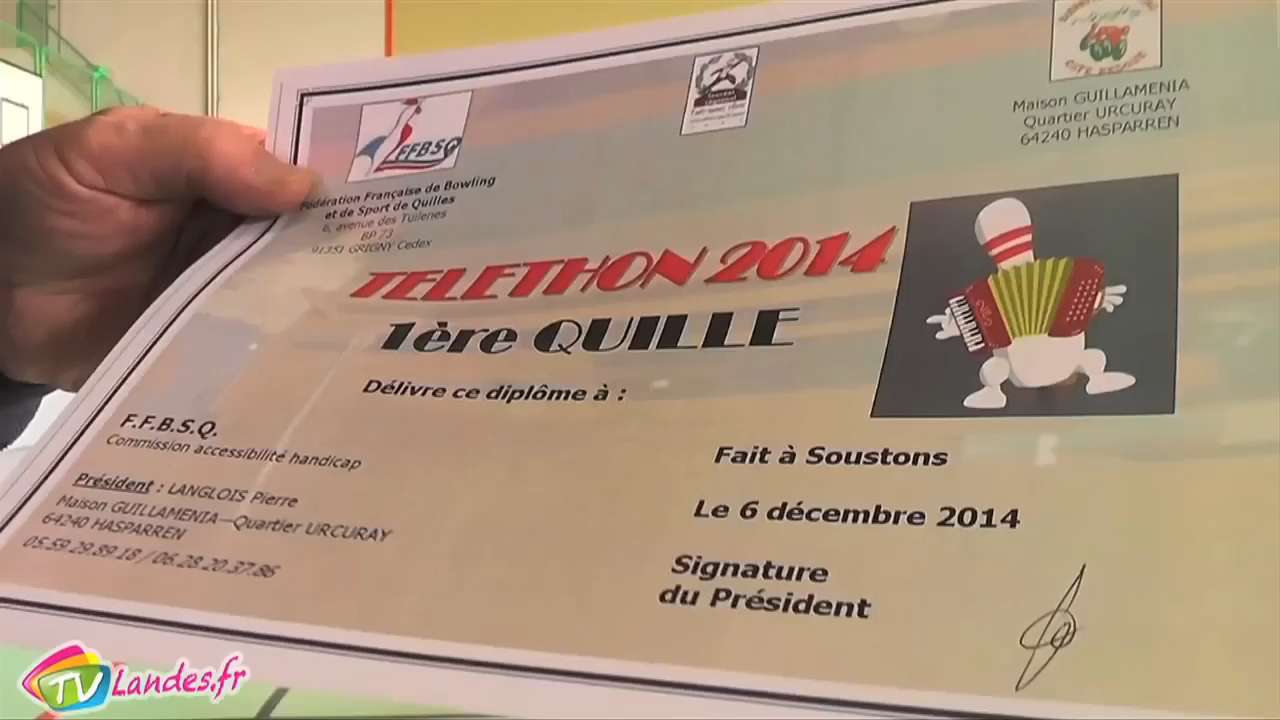 FFBSQ
Fédération Française de Bowling
et de Sport de Quilles
6, avenue des Tuileries
BP 73
91351 GRIGNY Cedex
Maison GUILLAMENIA
Quartier URCURAY
64240 HASPARREN
TELETHON 2014
1ère QUILLE
Délivre ce diplôme à :
F.F.B.S.Q.
Commission accessibilité handicap
Président : LANGLOIS Pierre
Maison GUILLAMENIA—Quartier URCURAY
64240 HASPARREN
05.59.29.89.18 / 06.28.20.37.86
Fait à Soustons
Le 6 décembre 2014
Signature
du Président
TV Landes.fr